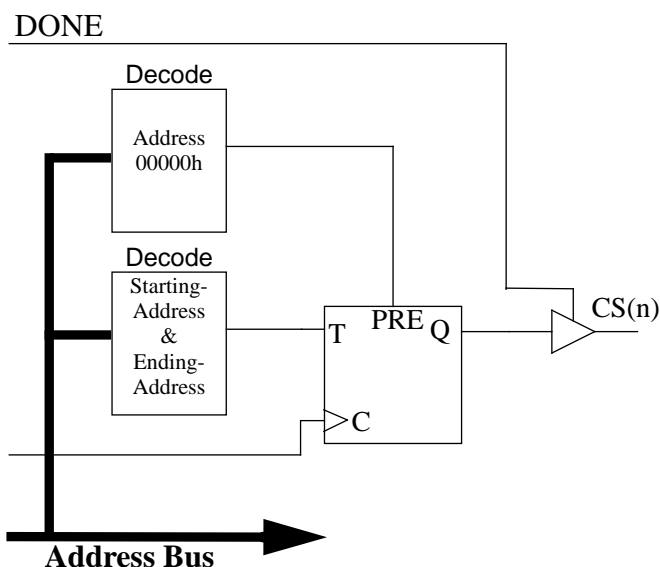 DONE
Decode
Address
00000h
Decode
Starting-
Address
&
Ending-
Address
T
PRE
Q
C
CS(n)
Address Bus